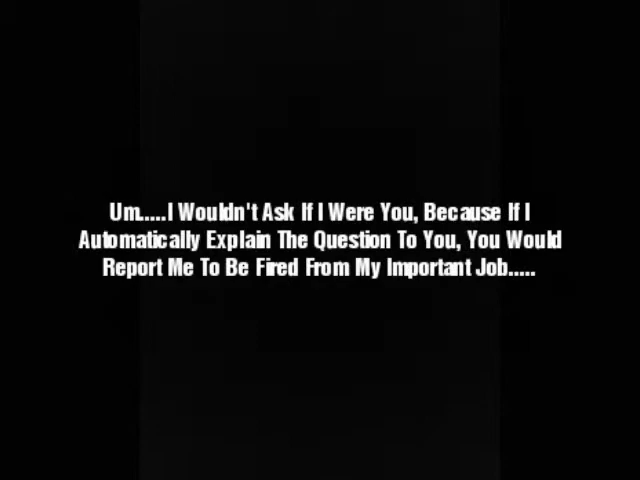 Um.....I Wouldn't Ask If I Were You, Because If I
Automatically Explain The Question To You, You Would
Report Me To Be Fired From My Important Job.....